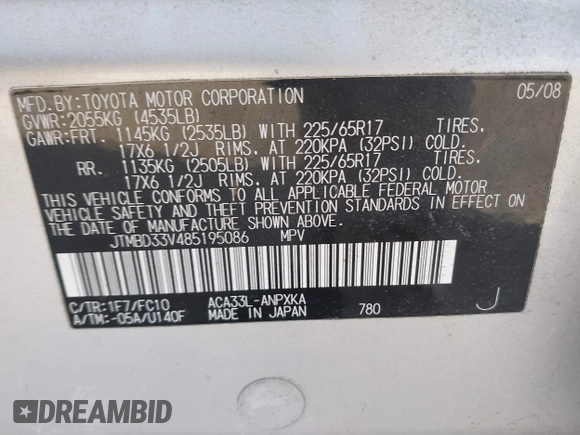 MFD.BY:TOYOTA MOTOR CORPORATION 05/08
GVWR: 2055KG (4535LB)
GAWR:FRT. 1145KG (2535LB) WITH 225/65R17 TIRES,
17X6 1/2J RIMS, AT 220KPA (32PSI) COLD.
RR. 1135KG (2505LB) WITH 225/65R17 TIRES,
17X6 1/2J RIMS, AT 220KPA (32PSI) COLD.
THIS VEHICLE CONFORMS TO ALL APPLICABLE FEDERAL MOTOR
VEHICLE SAFETY AND THEFT PREVENTION STANDARDS IN EFFECT ON
THE DATE OF MANUFACTURE SHOWN ABOVE.
JTMBD33V485195086 MPV
C/TR:1F7/FC10 ACA33L-ANPXKA J
A/TM:-05A/U140F MADE IN JAPAN 780
DREAMBID